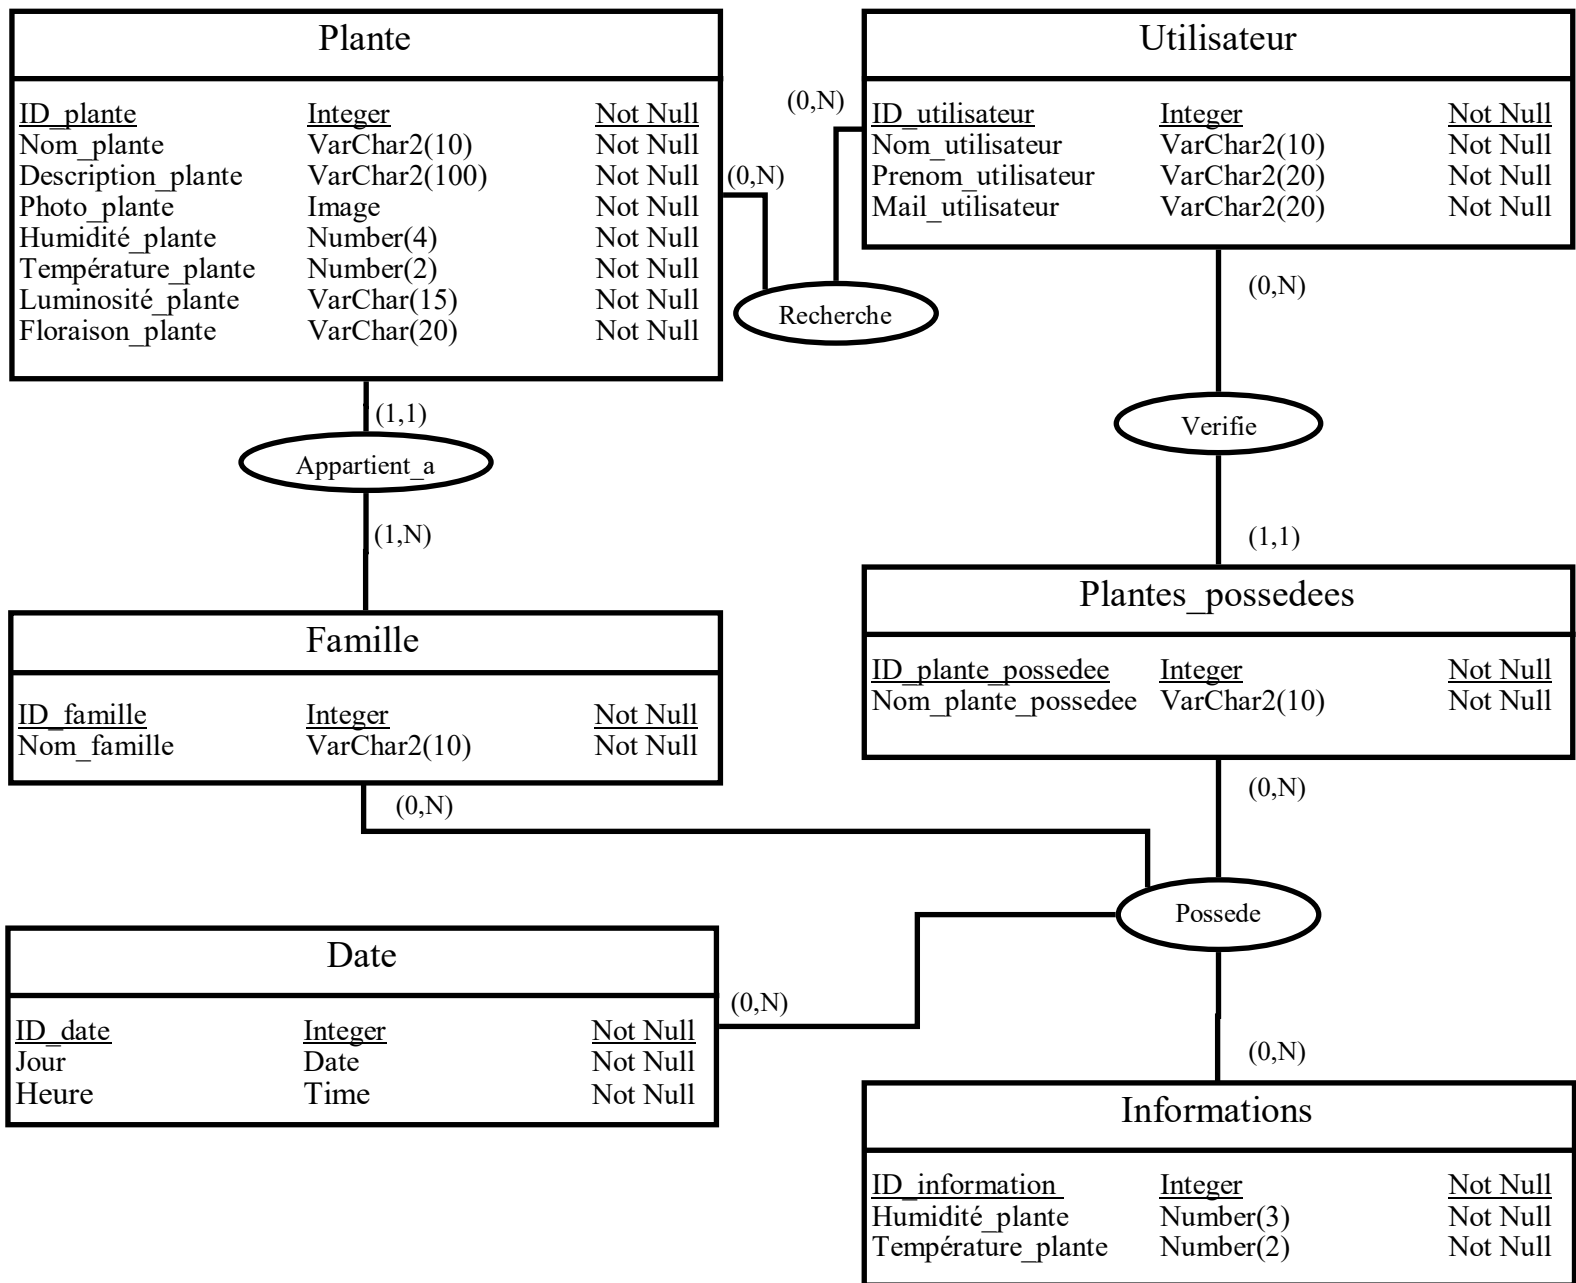 Plante
ID_plante Integer Not Null
Nom_plante VarChar2(10) Not Null
Description_plante VarChar2(100) Not Null
Photo_plante Image Not Null
Humidité_plante Number(4) Not Null
Température_plante Number(2) Not Null
Luminosité_plante VarChar(15) Not Null
Floraison_plante VarChar(20) Not Null
(0,N)
(0,N)
Recherche
Utilisateur
ID_utilisateur Integer Not Null
Nom_utilisateur VarChar2(10) Not Null
Prenom_utilisateur VarChar2(20) Not Null
Mail_utilisateur VarChar2(20) Not Null
(0,N)
Verifie
(1,1)
(1,1)
Appartient_a
(1,N)
Famille
ID_famille Integer Not Null
Nom_famille VarChar2(10) Not Null
(0,N)
Plantes_possedees
ID_plante_possedee Integer Not Null
Nom_plante_possedee VarChar2(10) Not Null
(0,N)
Possede
Date
ID_date Integer Not Null
Jour Date Not Null
Heure Time Not Null
(0,N)
(0,N)
Informations
ID_information Integer Not Null
Humidité_plante Number(3) Not Null
Température_plante Number(2) Not Null